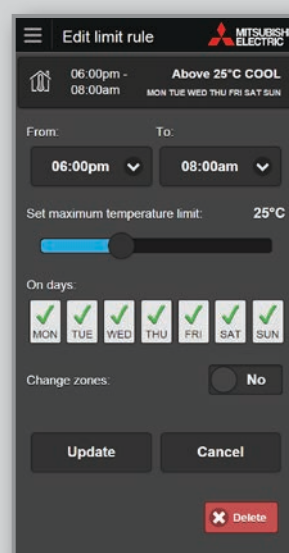 Edit limit rule
MITSUBISHI
ELECTRIC
06:00pm -
08:00am
Above 25°C COOL
MON TUE WED THU FRI SAT SUN
From:
To:
06:00pm
08:00am
Set maximum temperature limit:
25°C
On days:
MON TUE WED THU FRI SAT SUN
Change zones:
No
Update
Cancel
Delete